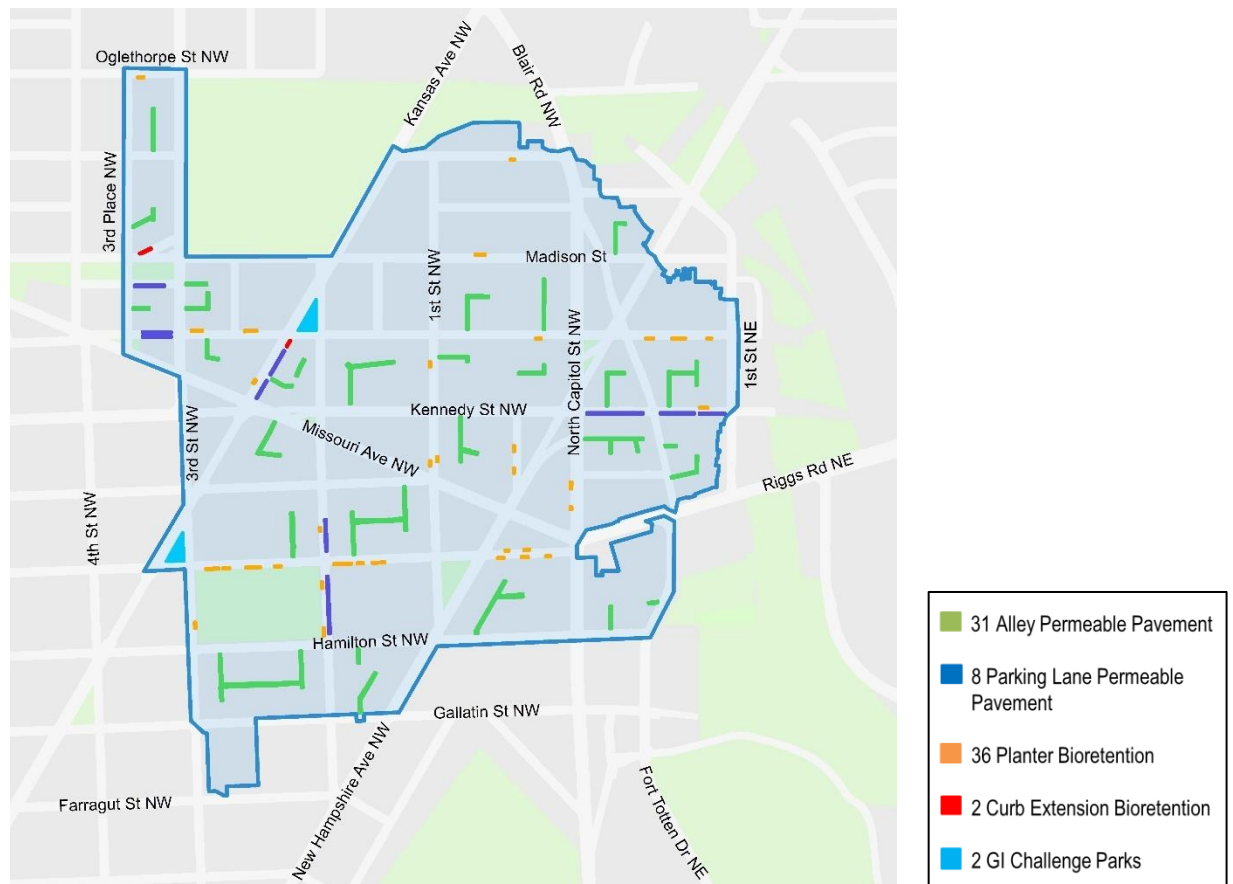 Oglethorpe St NW
Kansas Ave NW
Blair Rd NW
3rd Place NW
1st St NW
Madison St
North Capitol St NW
1st St NE
Kennedy St NW
Missouri Ave NW
3rd St NW
Riggs Rd NE
4th St NW
Hamilton St NW
Gallatin St NW
New Hampshire Ave NW
Farragut St NW
Fort Totten Dr NE
31 Alley Permeable Pavement
8 Parking Lane Permeable
Pavement
36 Planter Bioretention
2 Curb Extension Bioretention
2 GI Challenge Parks